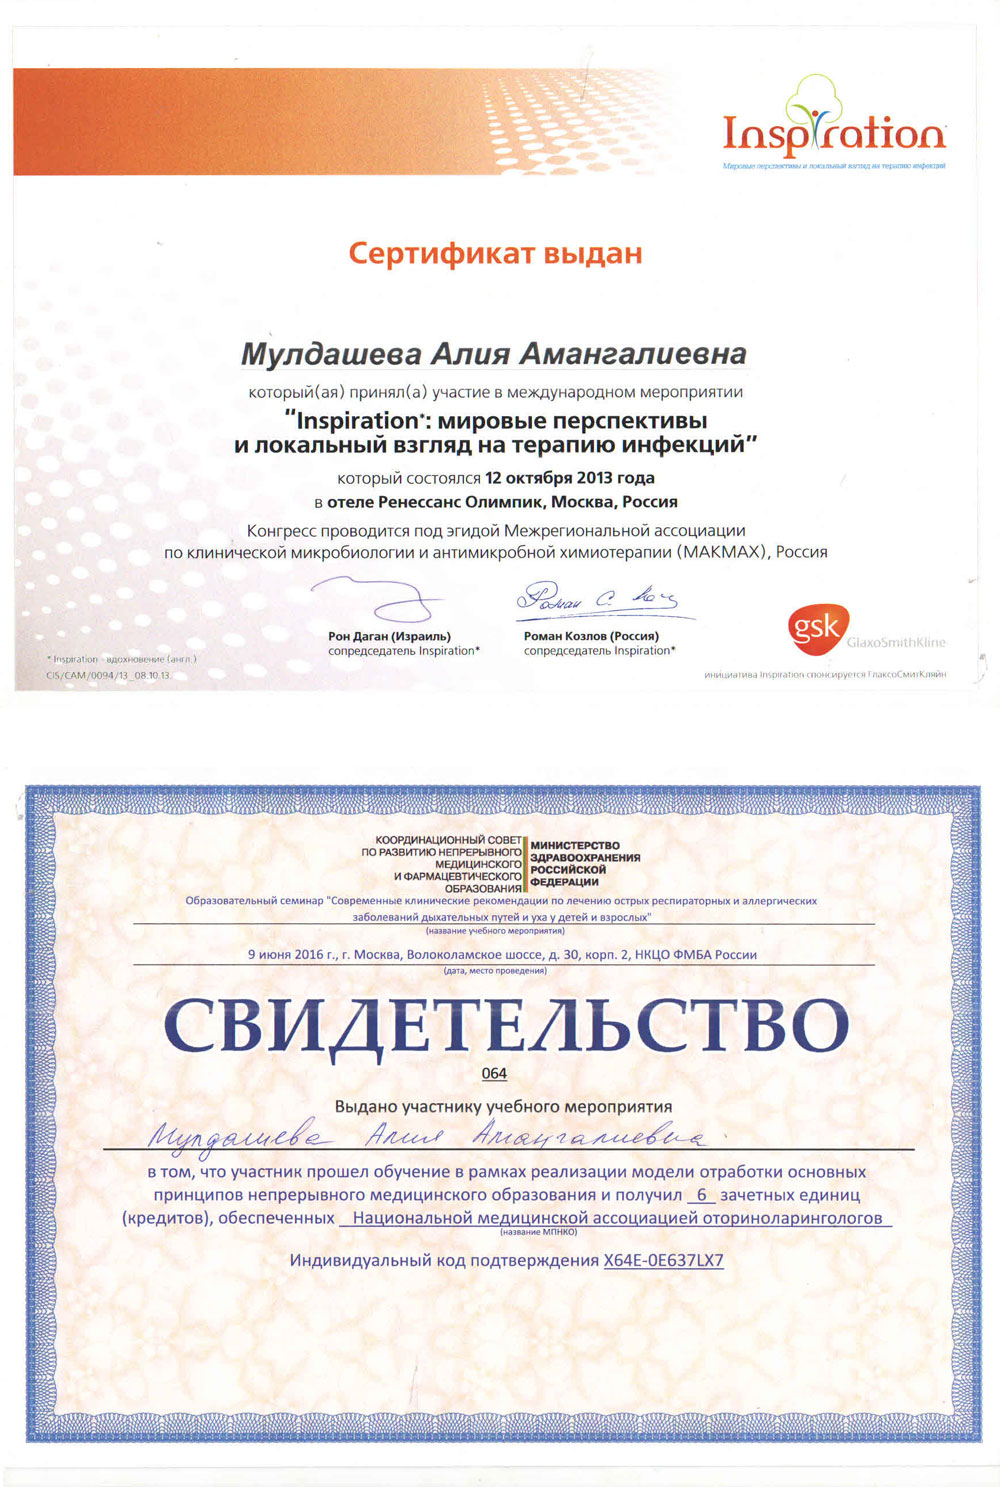 Inspiration
Мировые перспективы и локальный взгляд на терапию инфекций
Сертификат выдан
Мулдашева Алия Амангалиевна
который(ая) принял(а) участие в международном мероприятии
"Inspiration*: мировые перспективы
и локальный взгляд на терапию инфекций"
который состоялся 12 октября 2013 года
в отеле Ренессанс Олимпик, Москва, Россия
Конгресс проводится под эгидой Межрегиональной ассоциации
по клинической микробиологии и антимикробной химиотерапии (МАКМАХ), Россия
Рон Даган (Израиль)
сопредседатель Inspiration*
Роман Козлов (Россия)
сопредседатель Inspiration*
gsk GlaxoSmithKline
* Inspiration - вдохновение (англ.)
CIS/CAM/0094/13_08.10.13.
инициатива Inspiration спонсируется ГлаксоСмитКляйн
КООРДИНАЦИОННЫЙ СОВЕТ
ПО РАЗВИТИЮ НЕПРЕРЫВНОГО
МЕДИЦИНСКОГО
И ФАРМАЦЕВТИЧЕСКОГО
ОБРАЗОВАНИЯ
МИНИСТЕРСТВО
ЗДРАВООХРАНЕНИЯ
РОССИЙСКОЙ
ФЕДЕРАЦИИ
Образовательный семинар "Современные клинические рекомендации по лечению острых респираторных и аллергических
заболеваний дыхательных путей и уха у детей и взрослых"
(название учебного мероприятия)
9 июня 2016 г., г. Москва, Волоколамское шоссе, д. 30, корп. 2, НКЦО ФМБА России
(дата, место проведения)
СВИДЕТЕЛЬСТВО
064
Выдано участнику учебного мероприятия
Мулдашева Алия Амангалиевна
в том, что участник прошел обучение в рамках реализации модели отработки основных
принципов непрерывного медицинского образования и получил 6 зачетных единиц
(кредитов), обеспеченных Национальной медицинской ассоциацией оториноларингологов
(название МПНКО)
Индивидуальный код подтверждения X64E-0E637LX7